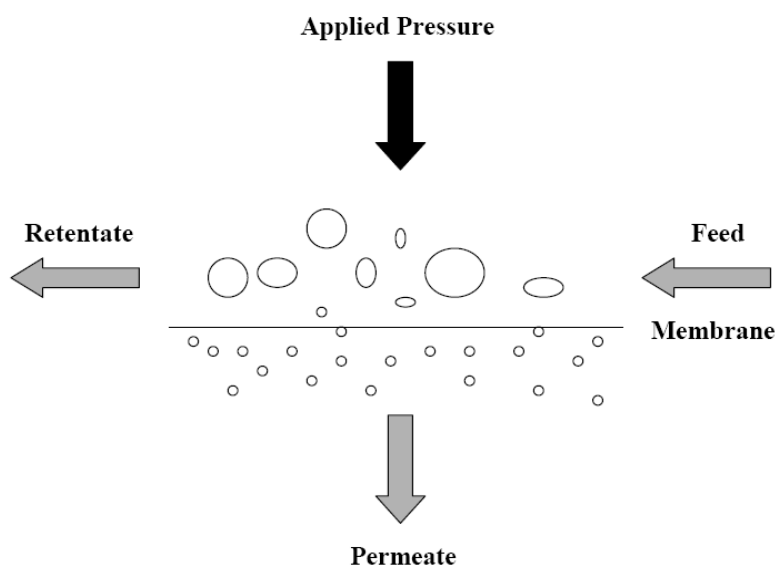 Applied Pressure
Retentate
Feed
Membrane
Permeate